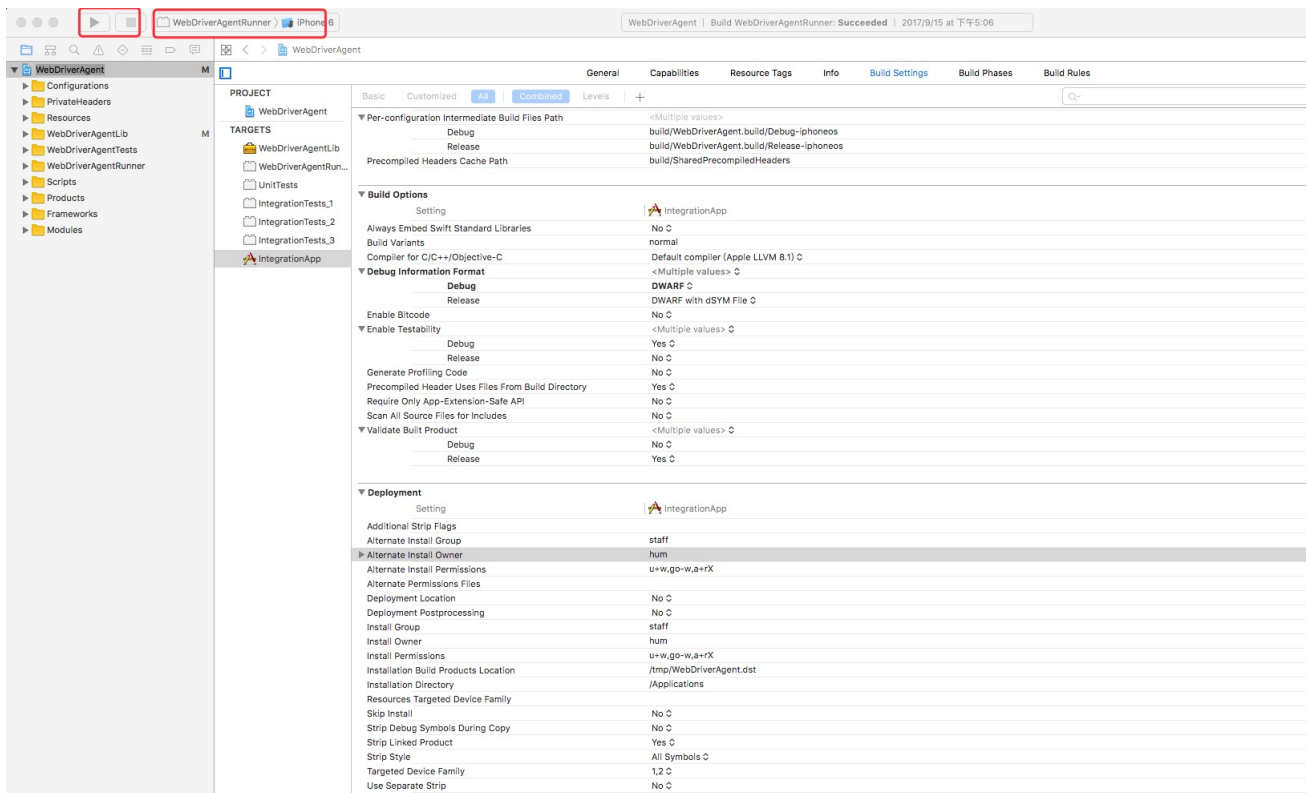 WebDriverAgentRunner 〉 iPhone 6
WebDriverAgent | Build WebDriverAgentRunner: Succeeded | 2017/9/15 at 下午5:06
WebDriverAgent
WebDriverAgent M
Configurations
PrivateHeaders
Resources
WebDriverAgentLib M
WebDriverAgentTests
WebDriverAgentRunner
Scripts
Products
Frameworks
Modules
General Capabilities Resource Tags Info Build Settings Build Phases Build Rules
PROJECT
WebDriverAgent
TARGETS
WebDriverAgentLib
WebDriverAgentRun...
UnitTests
IntegrationTests_1
IntegrationTests_2
IntegrationTests_3
IntegrationApp
Basic Customized All Combined Levels +
Per-configuration Intermediate Build Files Path <Multiple values>
Debug build/WebDriverAgent.build/Debug-iphoneos
Release build/WebDriverAgent.build/Release-iphoneos
Precompiled Headers Cache Path build/SharedPrecompiledHeaders
Build Options
Setting IntegrationApp
Always Embed Swift Standard Libraries No
Build Variants normal
Compiler for C/C++/Objective-C Default compiler (Apple LLVM 8.1)
Debug Information Format <Multiple values>
Debug DWARF
Release DWARF with dSYM File
Enable Bitcode No
Enable Testability <Multiple values>
Debug Yes
Release No
Generate Profiling Code No
Precompiled Header Uses Files From Build Directory Yes
Require Only App-Extension-Safe API No
Scan All Source Files for Includes No
Validate Built Product <Multiple values>
Debug No
Release Yes
Deployment
Setting IntegrationApp
Additional Strip Flags
Alternate Install Group staff
Alternate Install Owner hum
Alternate Install Permissions u+w,go-w,a+rX
Alternate Permissions Files
Deployment Location No
Deployment Postprocessing No
Install Group staff
Install Owner hum
Install Permissions u+w,go-w,a+rX
Installation Build Products Location /tmp/WebDriverAgent.dst
Installation Directory /Applications
Resources Targeted Device Family
Skip Install No
Strip Debug Symbols During Copy No
Strip Linked Product Yes
Strip Style All Symbols
Targeted Device Family 1,2
Use Separate Strip No